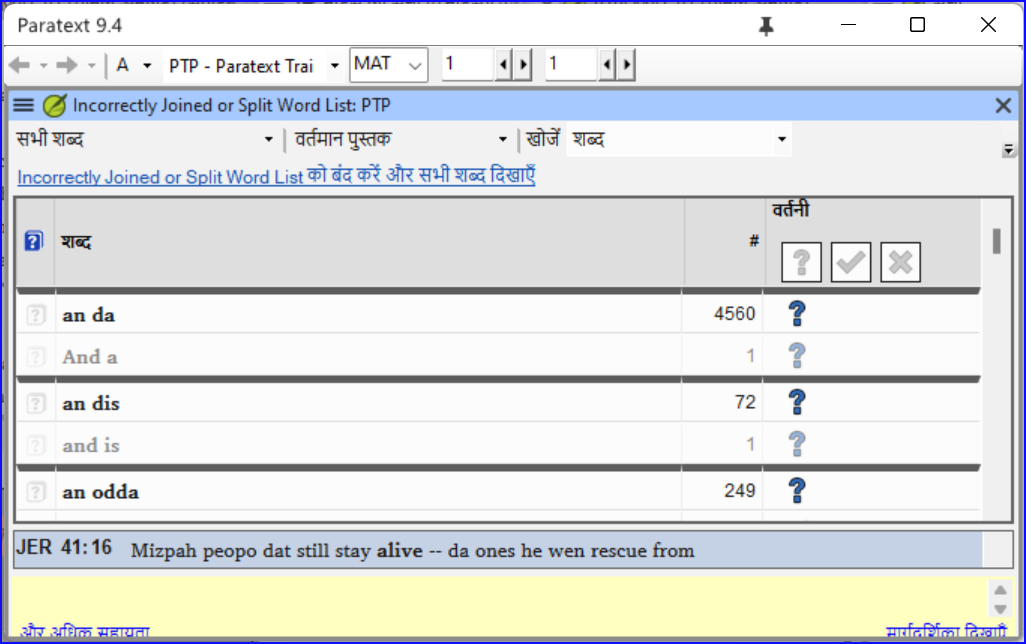 Paratext 9.4
A PTP - Paratext Trai MAT 1 1
Incorrectly Joined or Split Word List: PTP
सभी शब्द वर्तमान पुस्तक खोजें शब्द
Incorrectly Joined or Split Word List को बंद करें और सभी शब्द दिखाएँ
वर्तनी
शब्द #
an da 4560
And a 1
an dis 72
and is 1
an odda 249
JER 41:16 Mizpah peopo dat still stay alive -- da ones he wen rescue from
और अधिक सहायता मार्गदर्शिका दिखाएँ